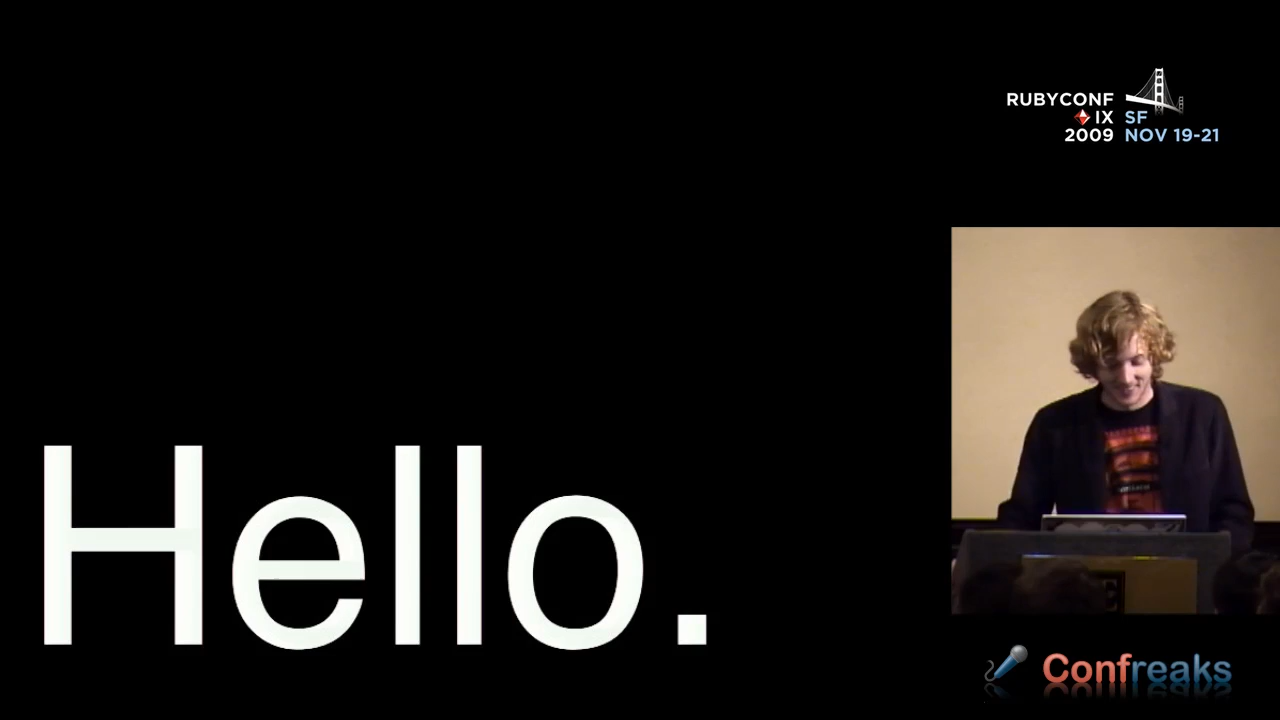 RUBYCONF
IX SF
2009 NOV 19-21
Hello.
Confreaks